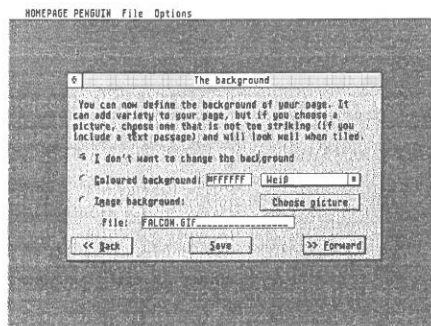 HOMEPAGE PENGUIN File Options
The background
You can now define the background of your page. It
can add variety to your page, but if you choose a
picture, choose one that is not too striking (if you
include a text passage) and will look well when tiled.
I don't want to change the background
Coloured background: #FFFFFF Weiß
Image background: Choose picture
File: FALCON.GIF
<< Back Save >> Forward